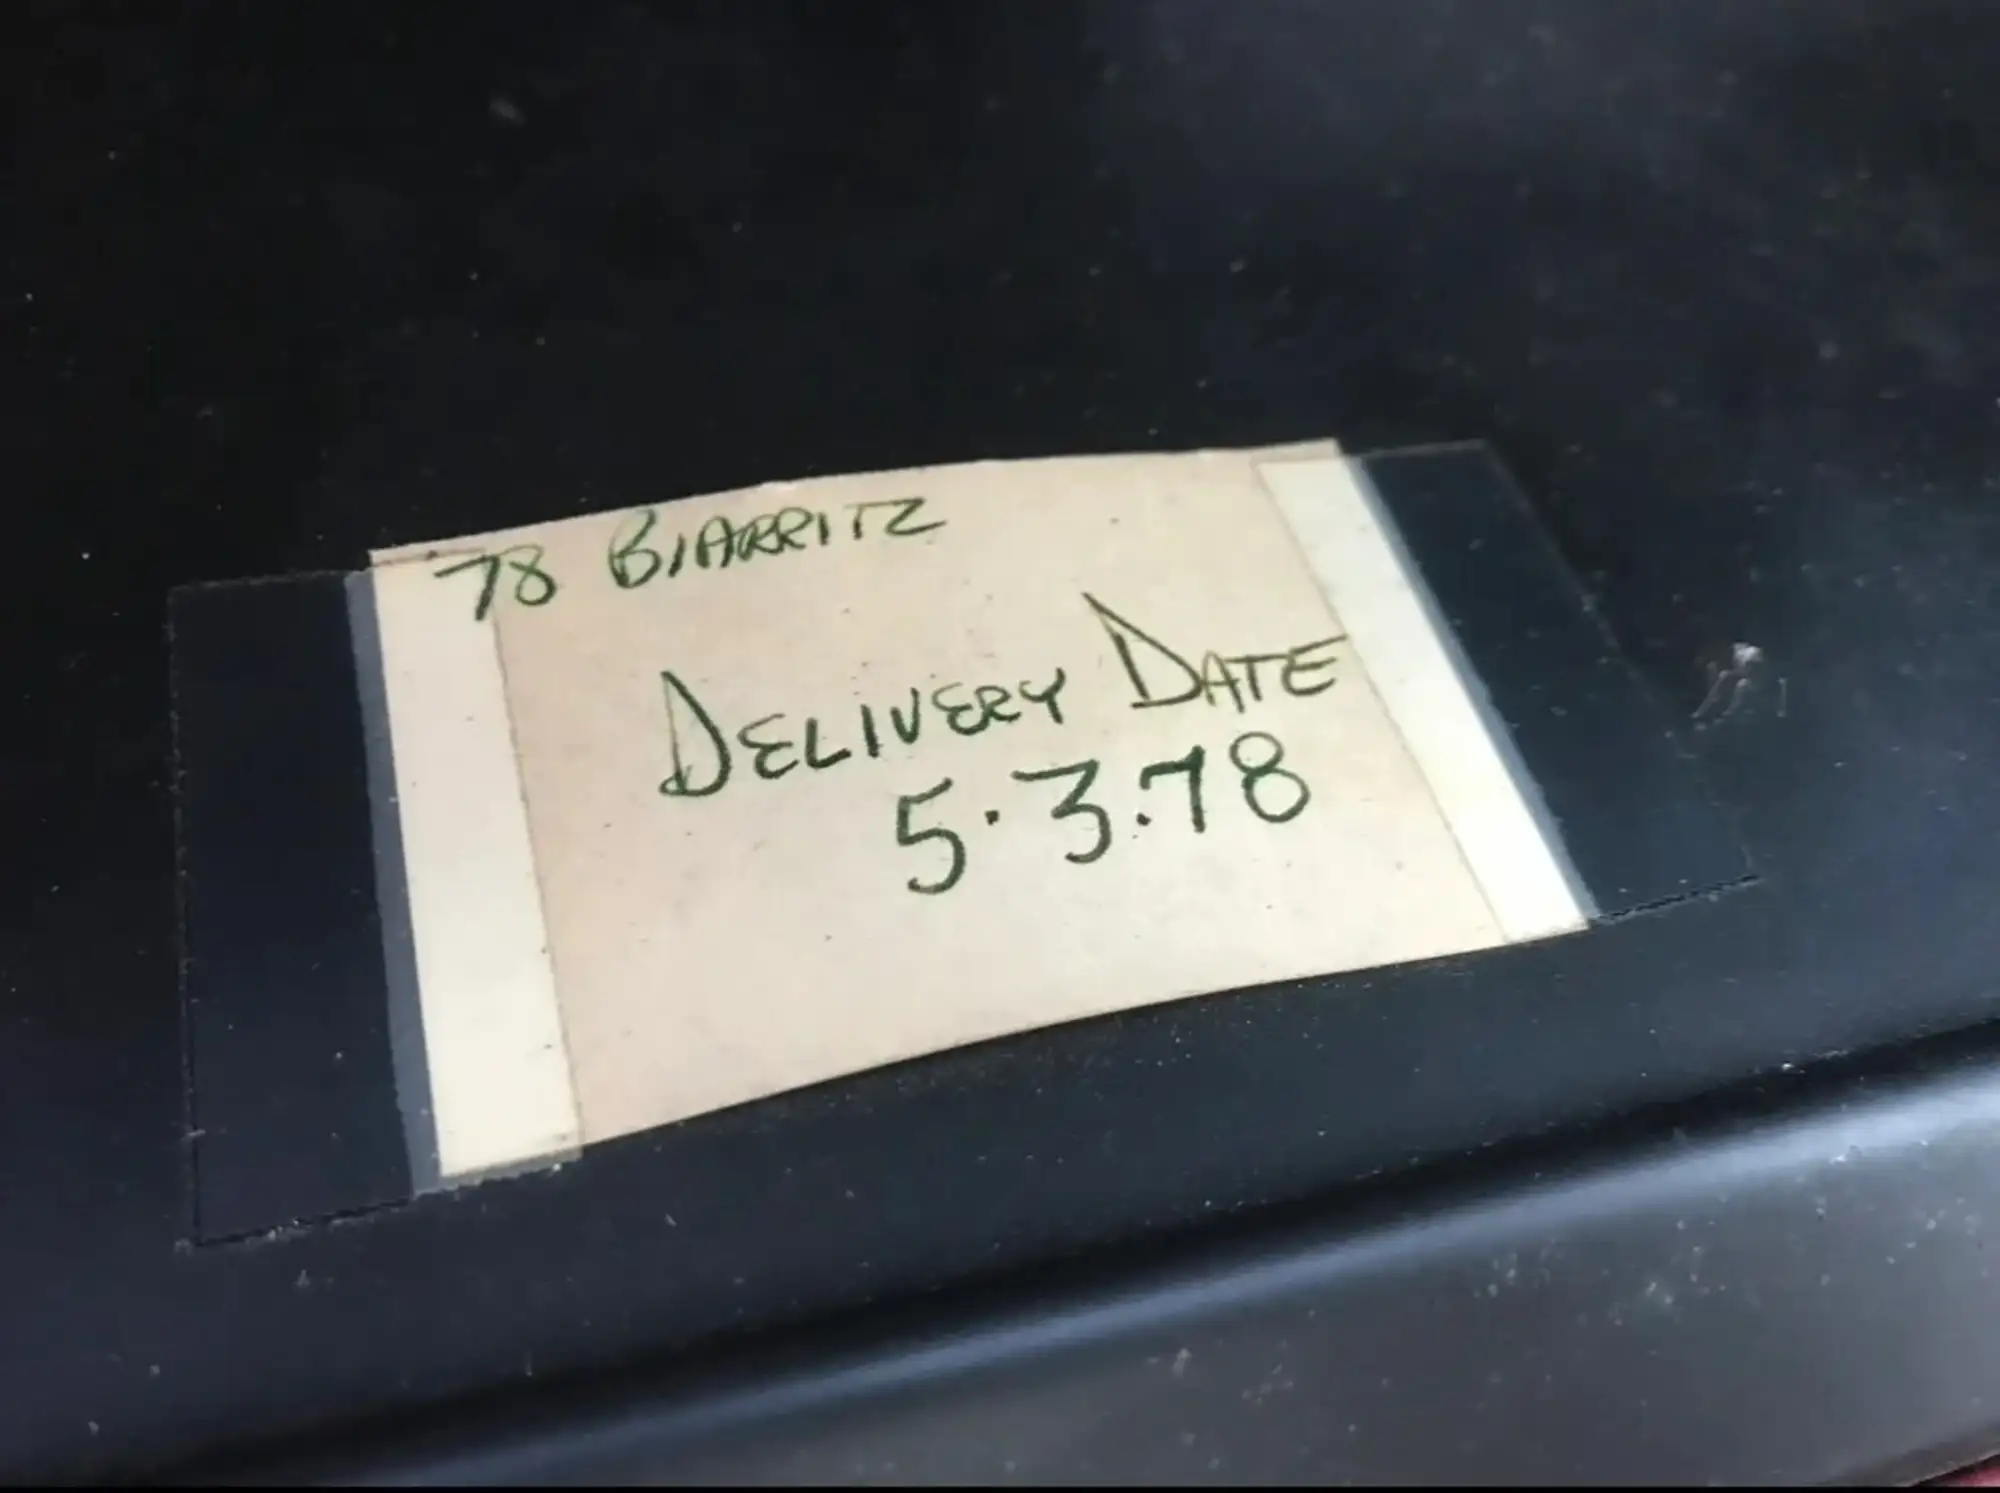 78 BIARRITZ
DELIVERY DATE
5.3.78